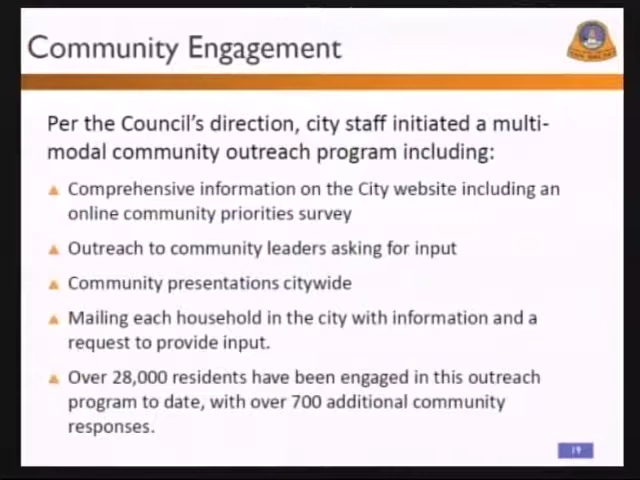 Community Engagement
Per the Council's direction, city staff initiated a multi-
modal community outreach program including:
Comprehensive information on the City website including an
online community priorities survey
Outreach to community leaders asking for input
Community presentations citywide
Mailing each household in the city with information and a
request to provide input.
Over 28,000 residents have been engaged in this outreach
program to date, with over 700 additional community
responses.
19